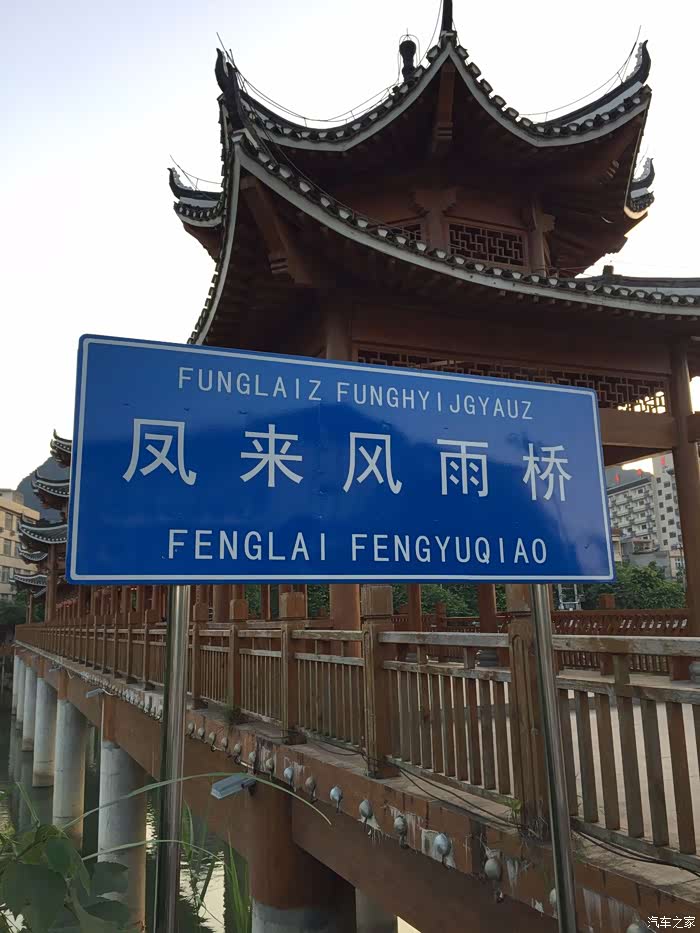 FUNGLAIZ FUNGHYIJGYAUZ
凤来风雨桥
FENGLAI FENGYUQIAO
汽车之家